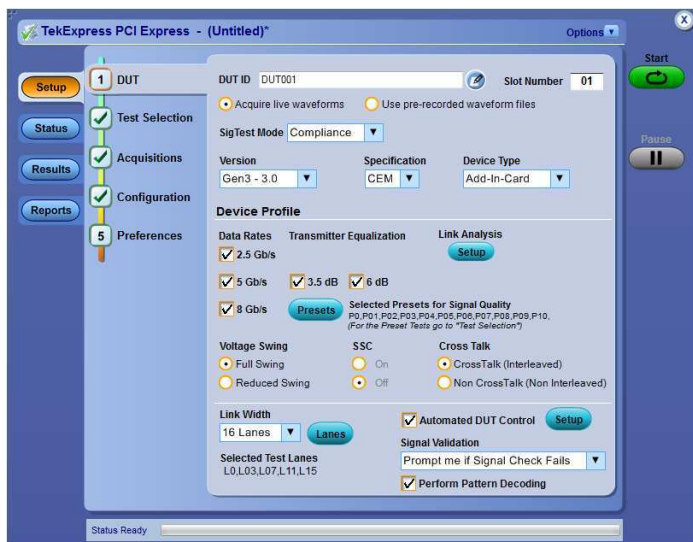 TekExpress PCI Express - (Untitled)*
Options
x
Start
Pause
Setup
Status
Results
Reports
1 DUT
Test Selection
Acquisitions
Configuration
5 Preferences
DUT ID DUT001
Slot Number 01
Acquire live waveforms Use pre-recorded waveform files
SigTest Mode Compliance
Version Specification Device Type
Gen3 - 3.0 CEM Add-In-Card
Device Profile
Data Rates Transmitter Equalization Link Analysis
2.5 Gb/s Setup
5 Gb/s 3.5 dB 6 dB
8 Gb/s Presets Selected Presets for Signal Quality
P0,P01,P02,P03,P04,P05,P06,P07,P08,P09,P10,
(For the Preset Tests go to "Test Selection")
Voltage Swing SSC Cross Talk
Full Swing On CrossTalk (Interleaved)
Reduced Swing Off Non CrossTalk (Non Interleaved)
Link Width
16 Lanes Lanes
Selected Test Lanes
L0,L03,L07,L11,L15
Automated DUT Control Setup
Signal Validation
Prompt me if Signal Check Fails
Perform Pattern Decoding
Status Ready